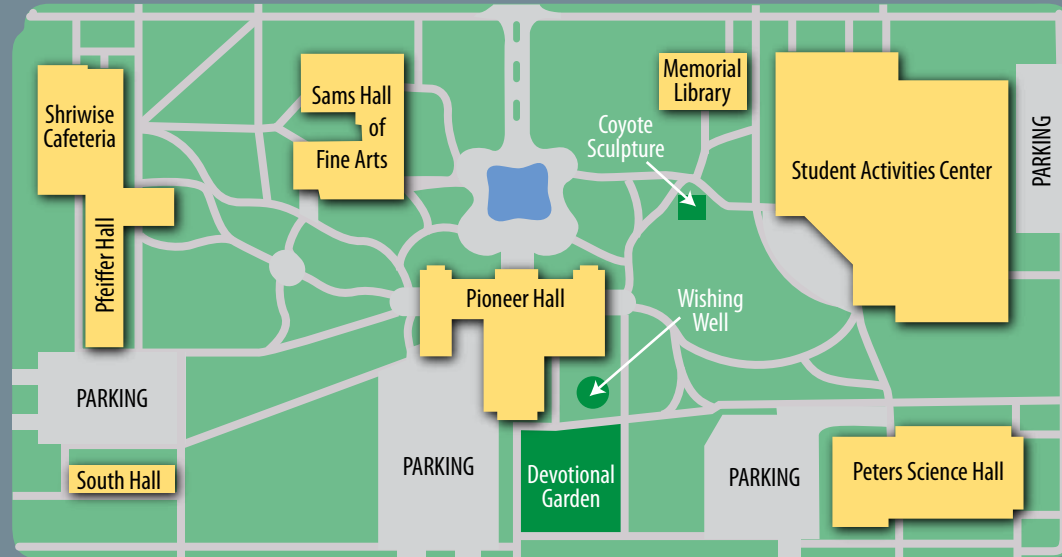 Shriwise
Cafeteria
Sams Hall
of
Fine Arts
Memorial
Library
Coyote
Sculpture
Student Activities Center
PARKING
Pfeiffer Hall
Pioneer Hall
Wishing
Well
PARKING
South Hall
PARKING
Devotional
Garden
PARKING
Peters Science Hall